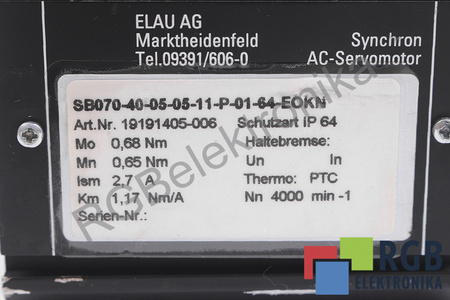 ELAU AG
Marktheidenfeld Synchron
Tel.09391/606-0 AC-Servomotor
SB070-40-05-05-11-P-01-64-EOKN
Art.Nr. 19191405-006 Schutzart IP 64
Mo 0,68 Nm Haltebremse:
Mn 0,65 Nm Un In
Ism 2,7 A Thermo: PTC
Km 1,17 Nm/A Nn 4000 min -1
Serien-Nr.:
RGBelektronika
RGB
ELEKTRONIKA